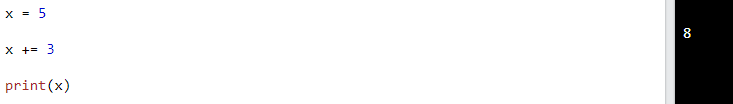 x = 5
x += 3
print(x)
8